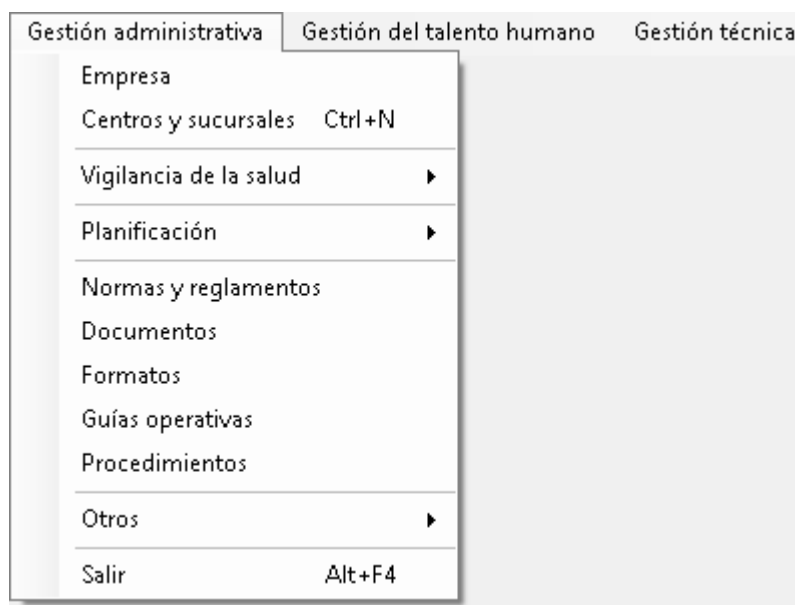 Gestión administrativa Gestión del talento humano Gestión técnica
Empresa
Centros y sucursales Ctrl+N
Vigilancia de la salud
Planificación
Normas y reglamentos
Documentos
Formatos
Guías operativas
Procedimientos
Otros
Salir Alt+F4